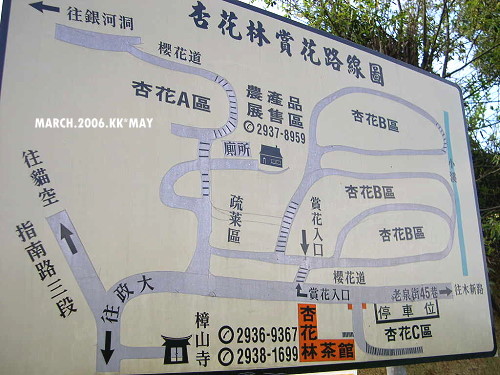 杏花林賞花路線圖
往銀河洞
櫻花道
杏花A區
農產品
展售區
2937-8959
杏花B區
MARCH.2006.KK*MAY
廁所
往貓空
指南路三段
疏菜區
賞花入口
杏花B區
杏花B區
小溪
櫻花道
往政大
賞花入口
老泉街45巷
往木新路
停車位
杏花C區
樟山寺
2936-9367
2938-1699
杏花林茶館